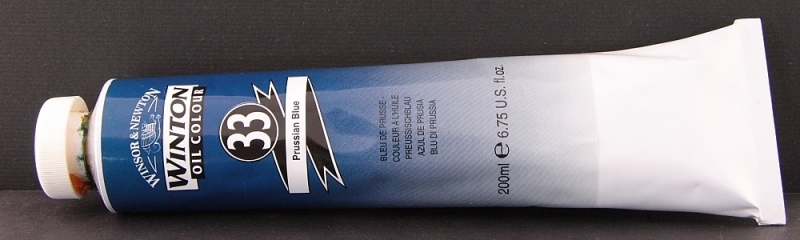 WINSOR & NEWTON
WINTON
OIL COLOUR
33
Prussian Blue
BLEU DE PRUSSE -
COULEUR A L'HUILE
PREUSSISCHBLAU
AZUL DE PRUSIA
BLU DI PRUSSIA
200ml e 6.75 U.S. fl.oz